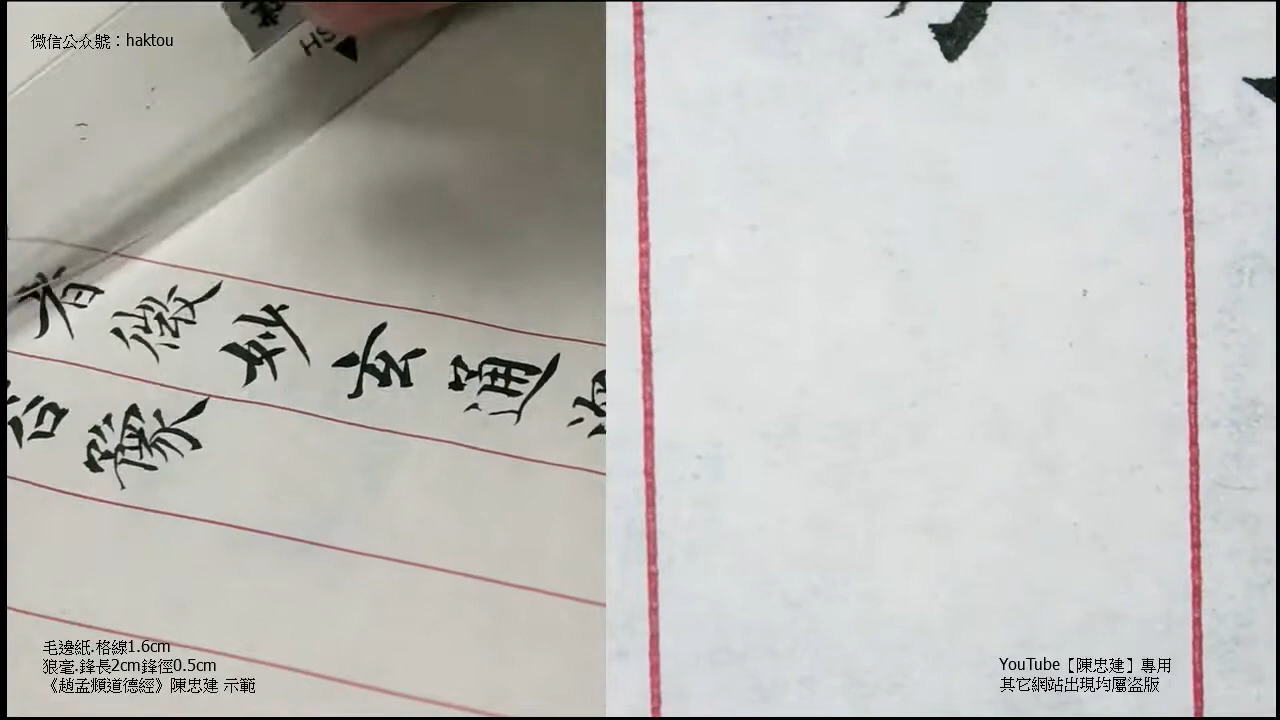 微信公众號：haktou
HS
者微妙玄通深
容豫
毛邊紙.格線1.6cm
狼毫.鋒長2cm鋒徑0.5cm
《趙孟頫道德經》陳忠建 示範
YouTube［陳忠建］專用
其它網站出現均屬盜版